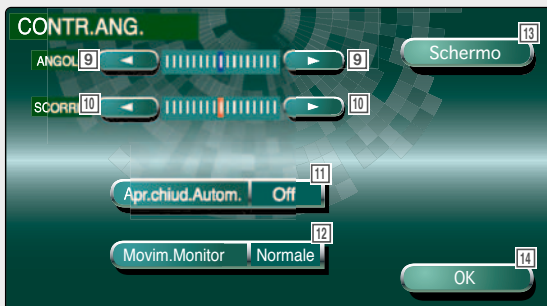 CONTR.ANG.
13
Schermo
ANGOL 9 9
SCORR 10 10
11
Apr.chiud.Autom. Off
12
Movim.Monitor Normale
14
OK